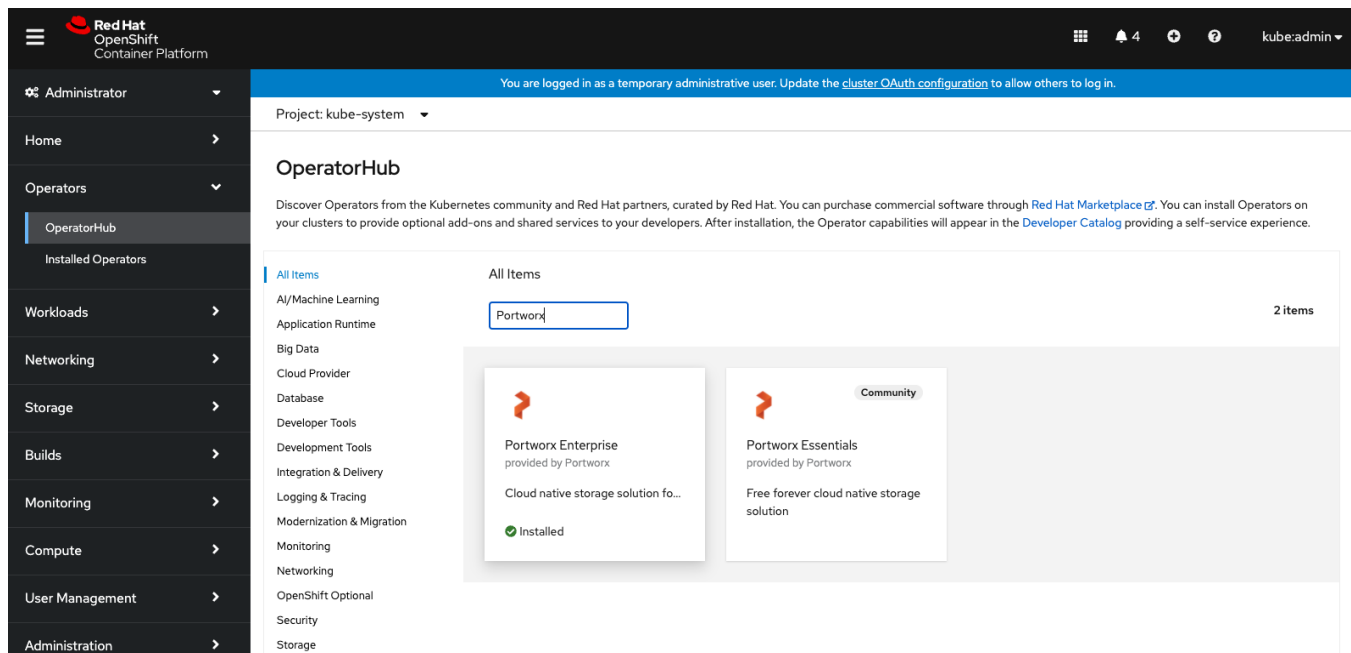 Red Hat
OpenShift
Container Platform
4
kube:admin
Administrator
Home
Operators
OperatorHub
Installed Operators
Workloads
Networking
Storage
Builds
Monitoring
Compute
User Management
Administration
You are logged in as a temporary administrative user. Update the cluster OAuth configuration to allow others to log in.
Project: kube-system
OperatorHub
Discover Operators from the Kubernetes community and Red Hat partners, curated by Red Hat. You can purchase commercial software through Red Hat Marketplace. You can install Operators on
your clusters to provide optional add-ons and shared services to your developers. After installation, the Operator capabilities will appear in the Developer Catalog providing a self-service experience.
All Items
AI/Machine Learning
Application Runtime
Big Data
Cloud Provider
Database
Developer Tools
Development Tools
Integration & Delivery
Logging & Tracing
Modernization & Migration
Monitoring
Networking
OpenShift Optional
Security
Storage
All Items
Portworx
2 items
Portworx Enterprise
provided by Portworx
Cloud native storage solution fo...
Installed
Community
Portworx Essentials
provided by Portworx
Free forever cloud native storage
solution